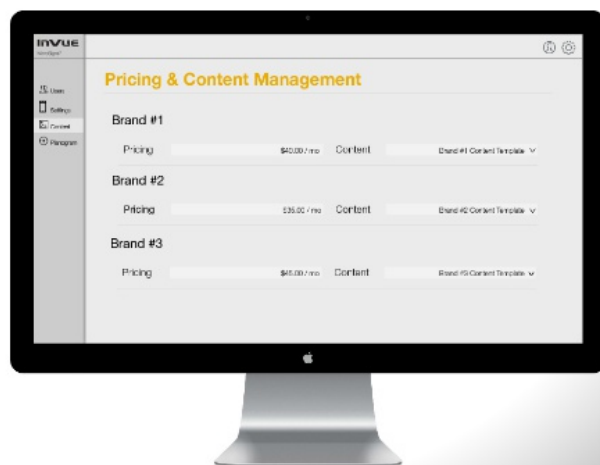 InVue
Pricing & Content Management
Users
Settings
Content
Planogram
Brand #1
Pricing $40.00 / mo Content Brand #1 Content Template
Brand #2
Pricing $35.00 / mo Content Brand #2 Content Template
Brand #3
Pricing $45.00 / mo Content Brand #3 Content Template